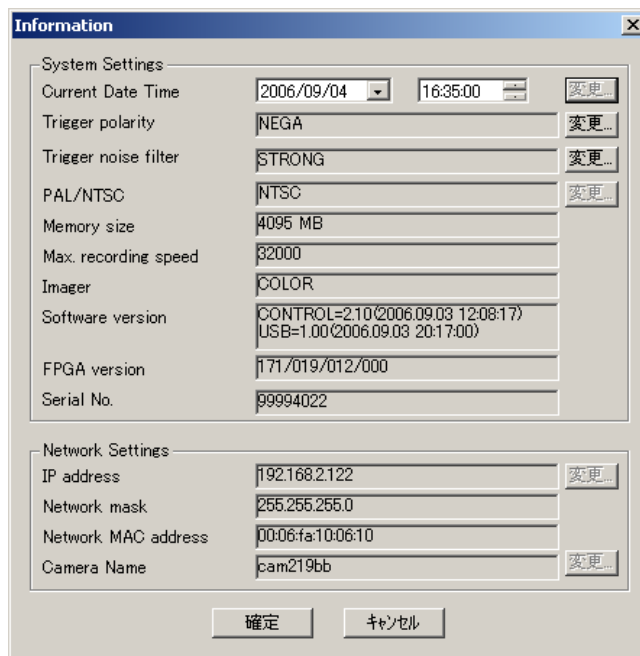 Information
System Settings
Current Date Time 2006/09/04 16:35:00 変更...
Trigger polarity NEGA 変更...
Trigger noise filter STRONG 変更...
PAL/NTSC NTSC 変更...
Memory size 4095 MB
Max. recording speed 32000
Imager COLOR
Software version CONTROL=2.10(2006.09.03 12:08:17)
USB=1.00(2006.09.03 20:17:00)
FPGA version 171/019/012/000
Serial No. 99994022
Network Settings
IP address 192.168.2.122 変更...
Network mask 255.255.255.0
Network MAC address 00:06:fa:10:06:10
Camera Name cam219bb 変更...
確定 ｷｬﾝｾﾙ